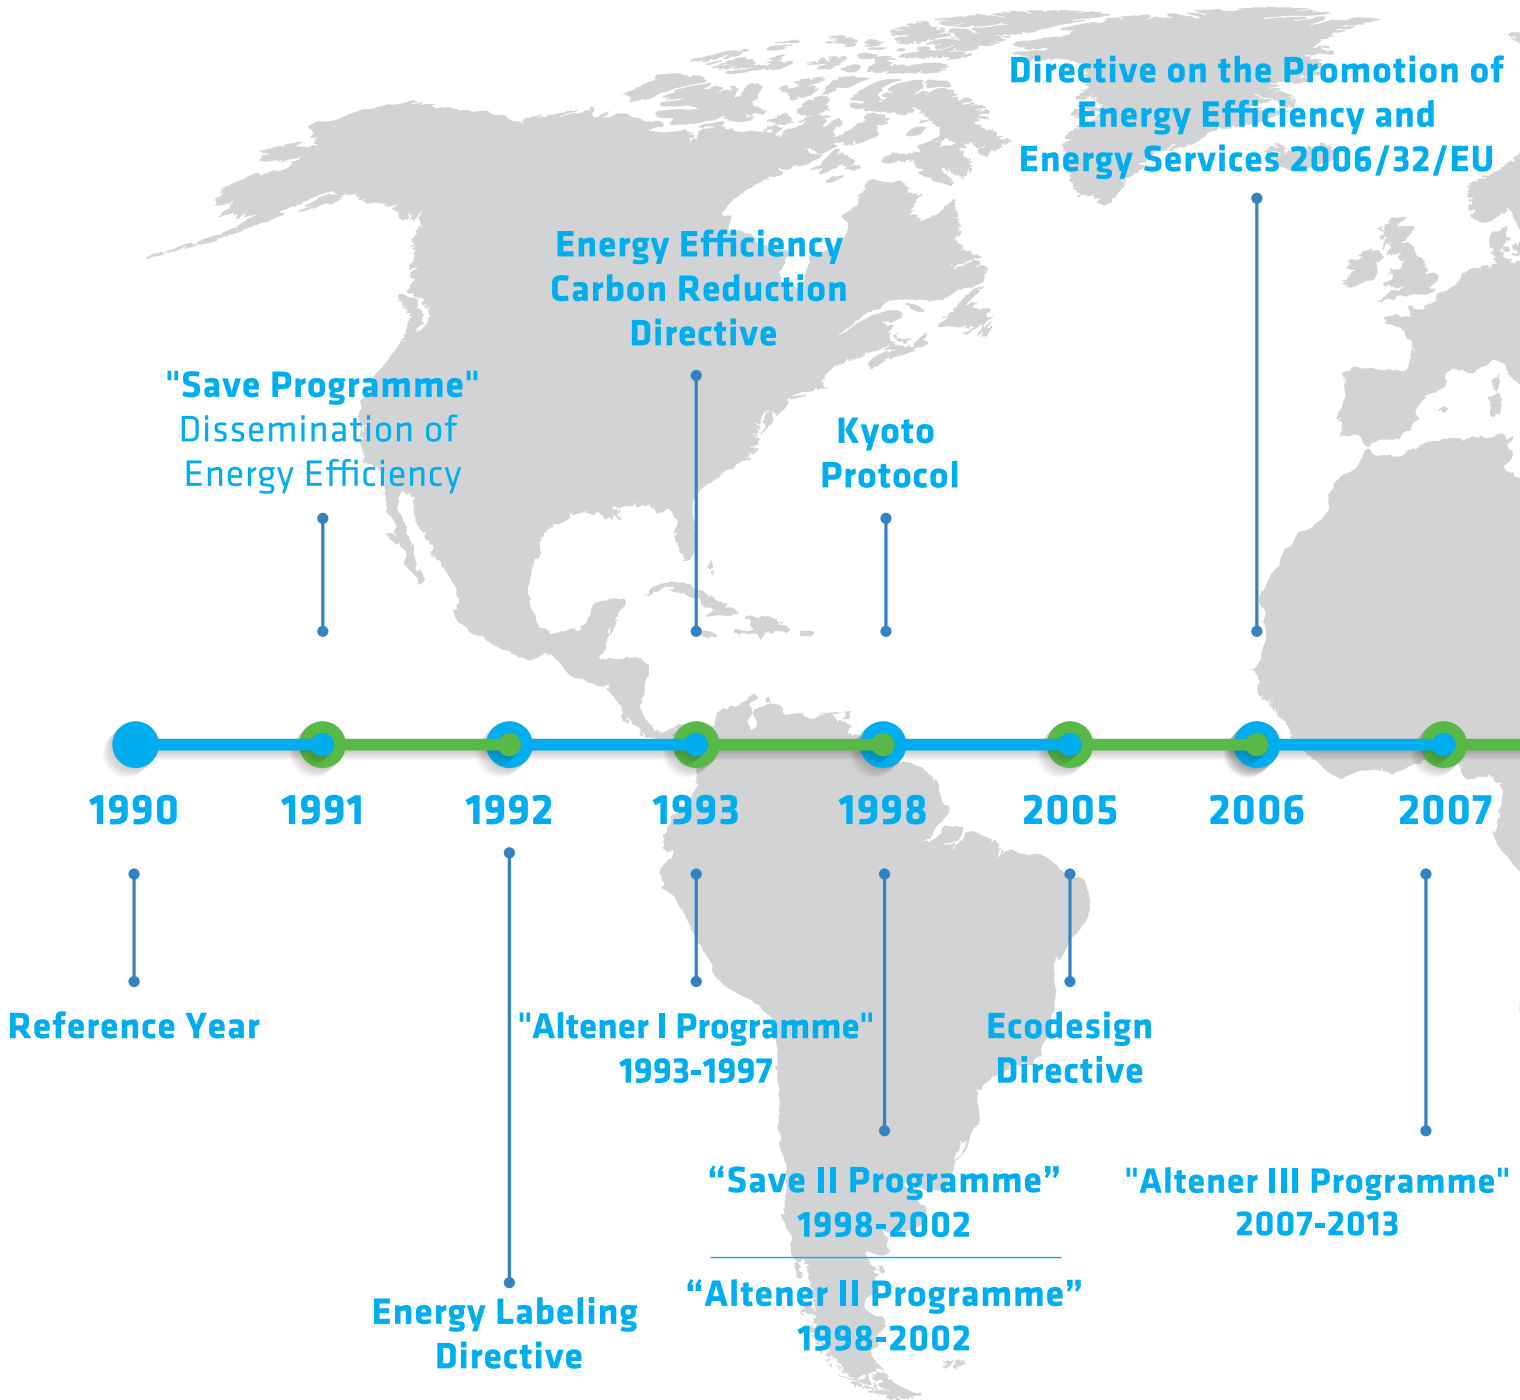 Directive on the Promotion of
Energy Efficiency and
Energy Services 2006/32/EU
Energy Efficiency
Carbon Reduction
Directive
"Save Programme"
Dissemination of
Energy Efficiency
Kyoto
Protocol
1990
1991
1992
1993
1998
2005
2006
2007
Reference Year
"Altener I Programme"
1993-1997
Ecodesign
Directive
“Save II Programme”
1998-2002
"Altener III Programme"
2007-2013
“Altener II Programme”
1998-2002
Energy Labeling
Directive